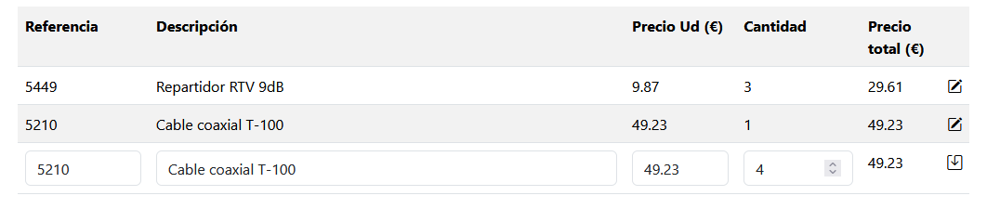 Referencia Descripción Precio Ud (€) Cantidad Precio
total (€)
5449 Repartidor RTV 9dB 9.87 3 29.61
5210 Cable coaxial T-100 49.23 1 49.23
5210 Cable coaxial T-100 49.23 4 49.23